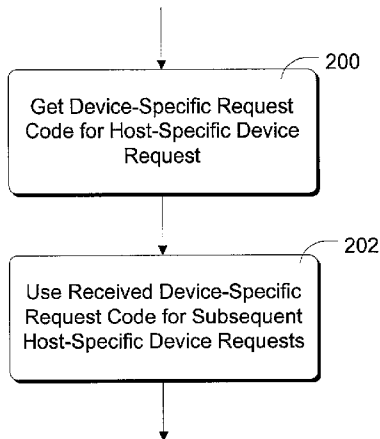 200
Get Device-Specific Request
Code for Host-Specific Device
Request
202
Use Received Device-Specific
Request Code for Subsequent
Host-Specific Device Requests